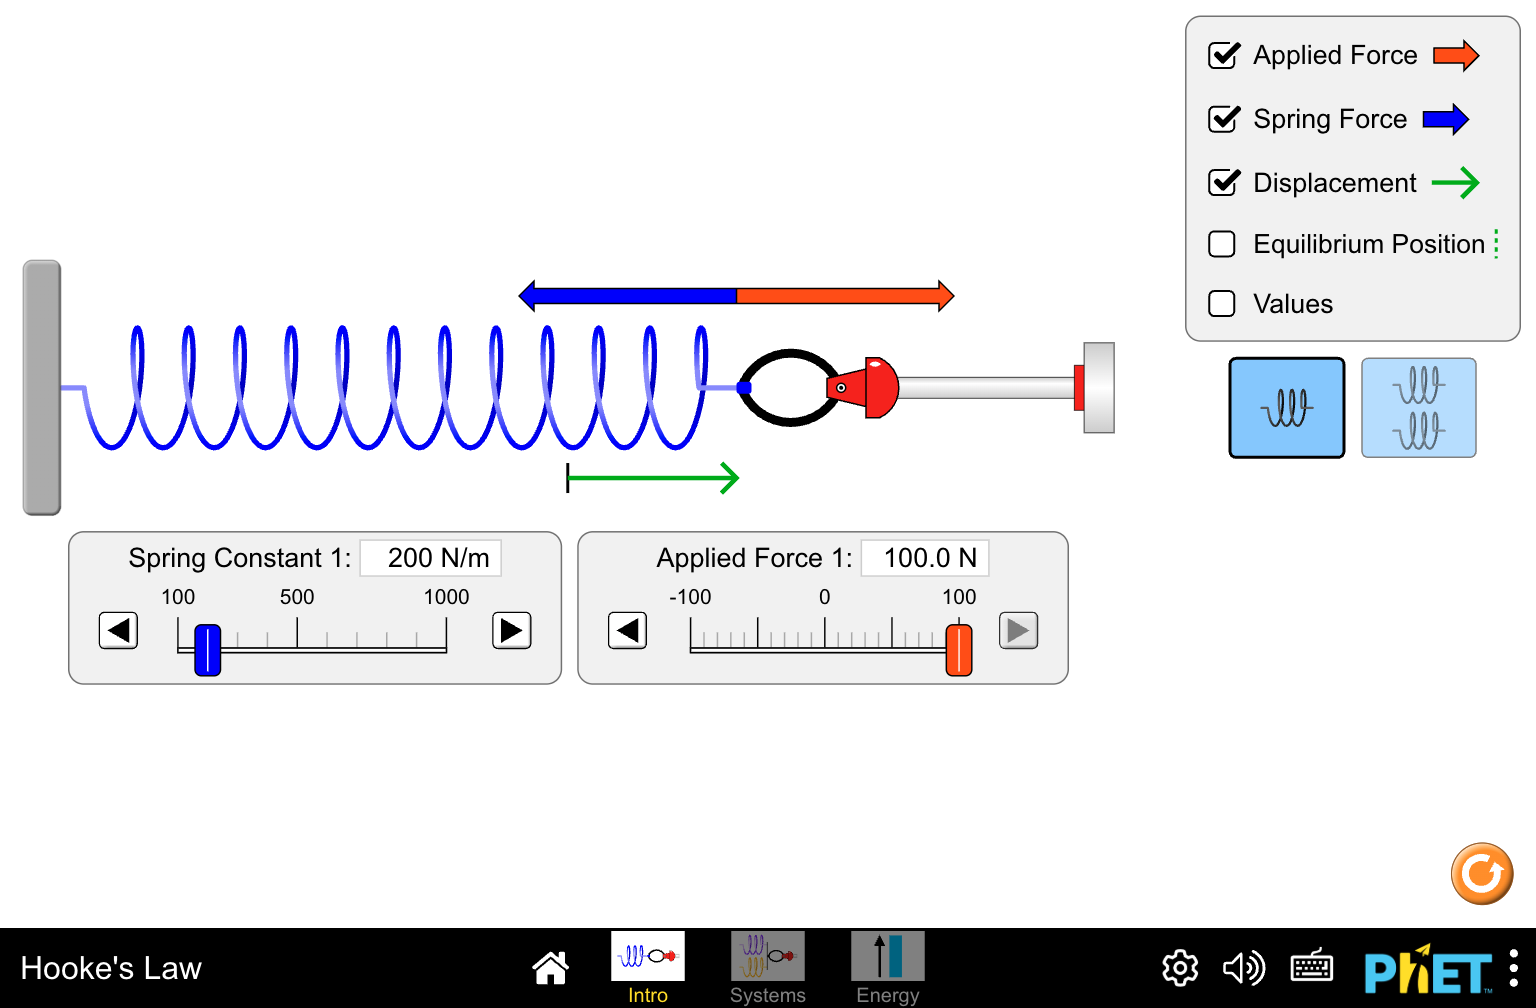 Applied Force
Spring Force
Displacement
Equilibrium Position
Values
Spring Constant 1: 200 N/m
100 500 1000
Applied Force 1: 100.0 N
-100 0 100
Hooke's Law
Intro
Systems
Energy
PhET™